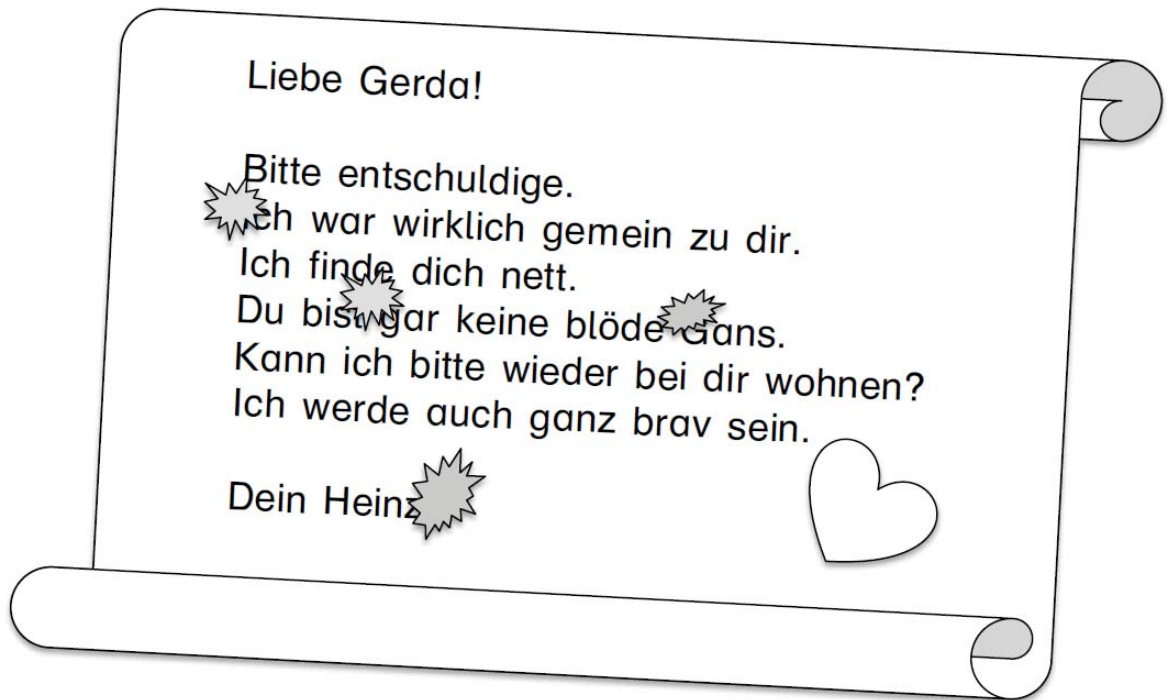 Liebe Gerda!
Bitte entschuldige.
Ich war wirklich gemein zu dir.
Ich finde dich nett.
Du bist gar keine blöde Gans.
Kann ich bitte wieder bei dir wohnen?
Ich werde auch ganz brav sein.
Dein Heinz